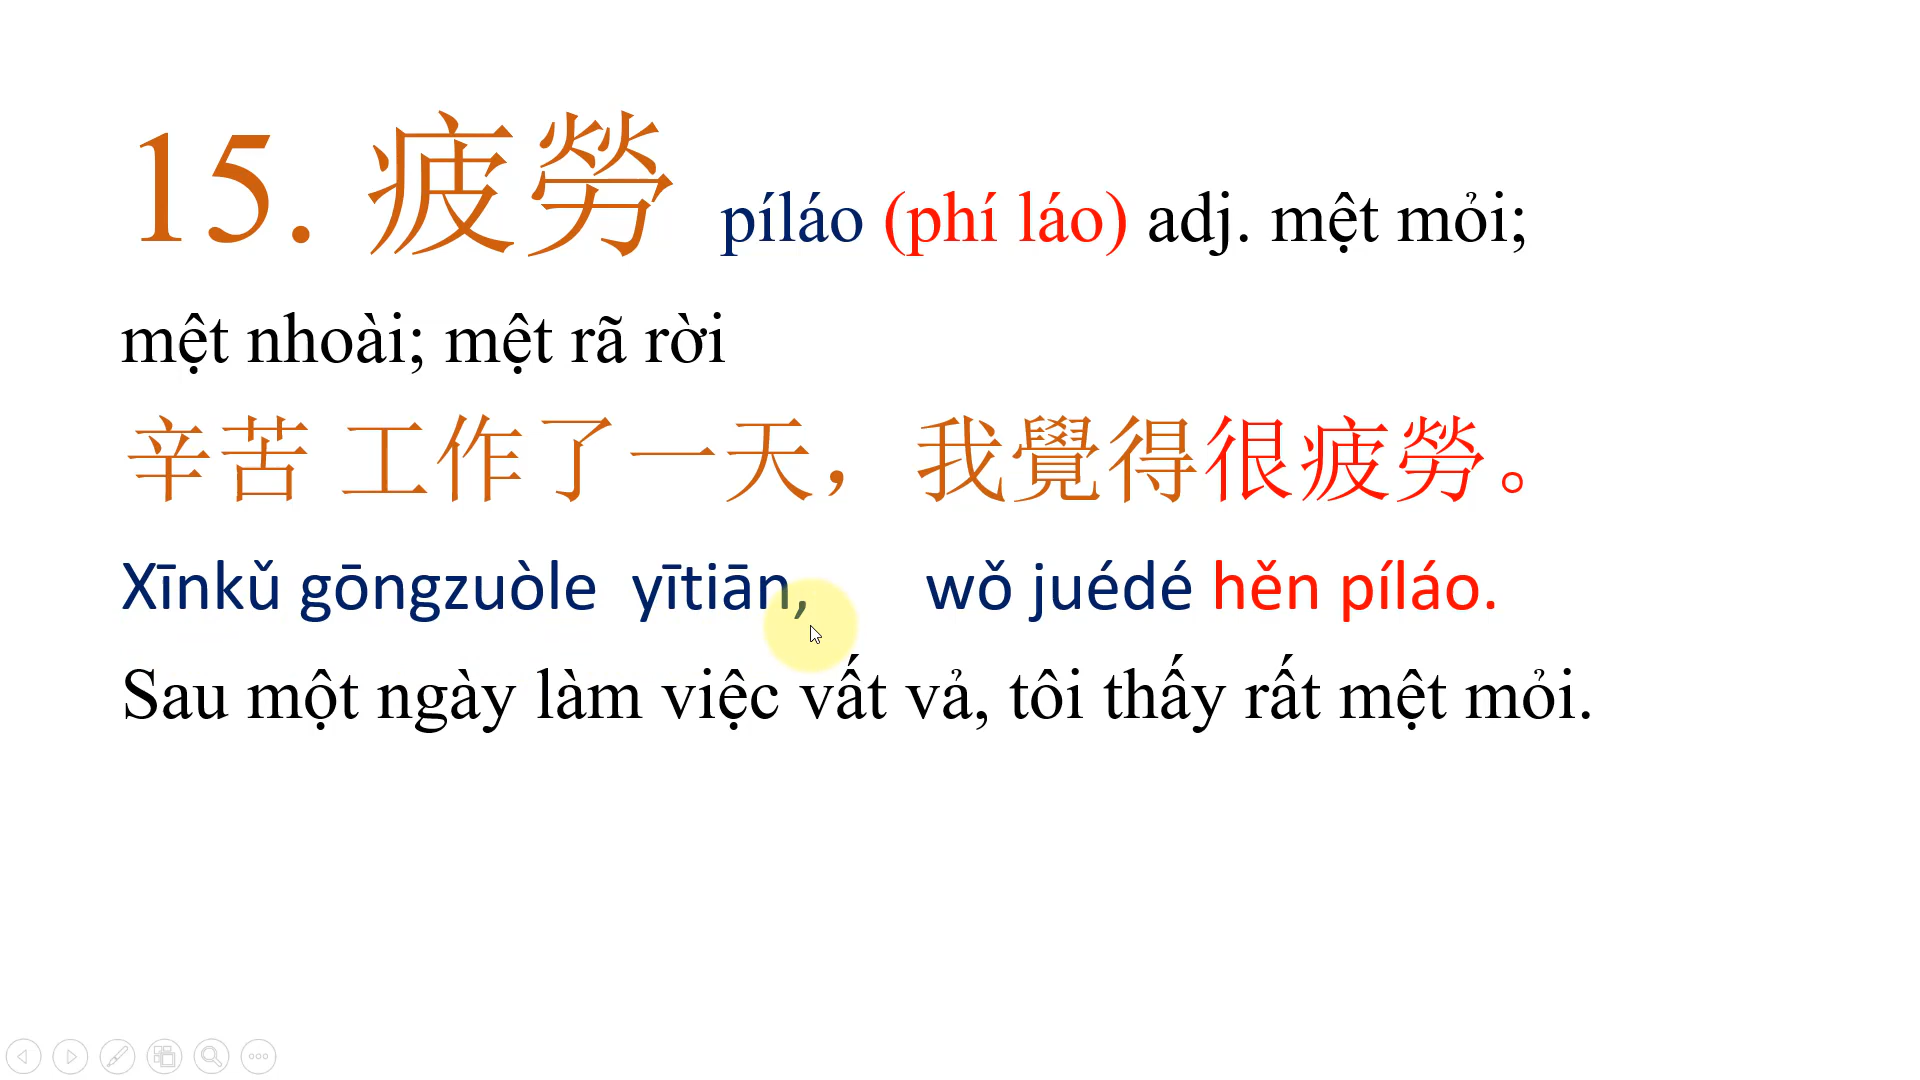 15. 疲勞 píláo (phí láo) adj. mệt mỏi;
mệt nhoài; mệt rã rời
辛苦 工作了一天，我覺得很疲勞。
Xīnkǔ gōngzuòle yītiān, wǒ juédé hěn píláo.
Sau một ngày làm việc vất vả, tôi thấy rất mệt mỏi.